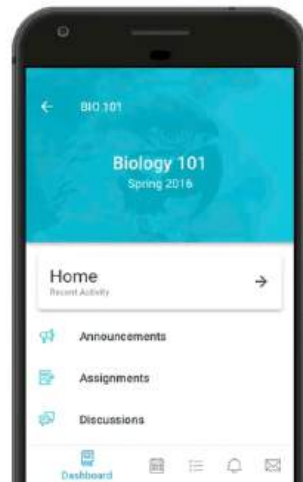 BIO 101
Biology 101
Spring 2016
Home
Recent Activity
Announcements
Assignments
Discussions
Dashboard